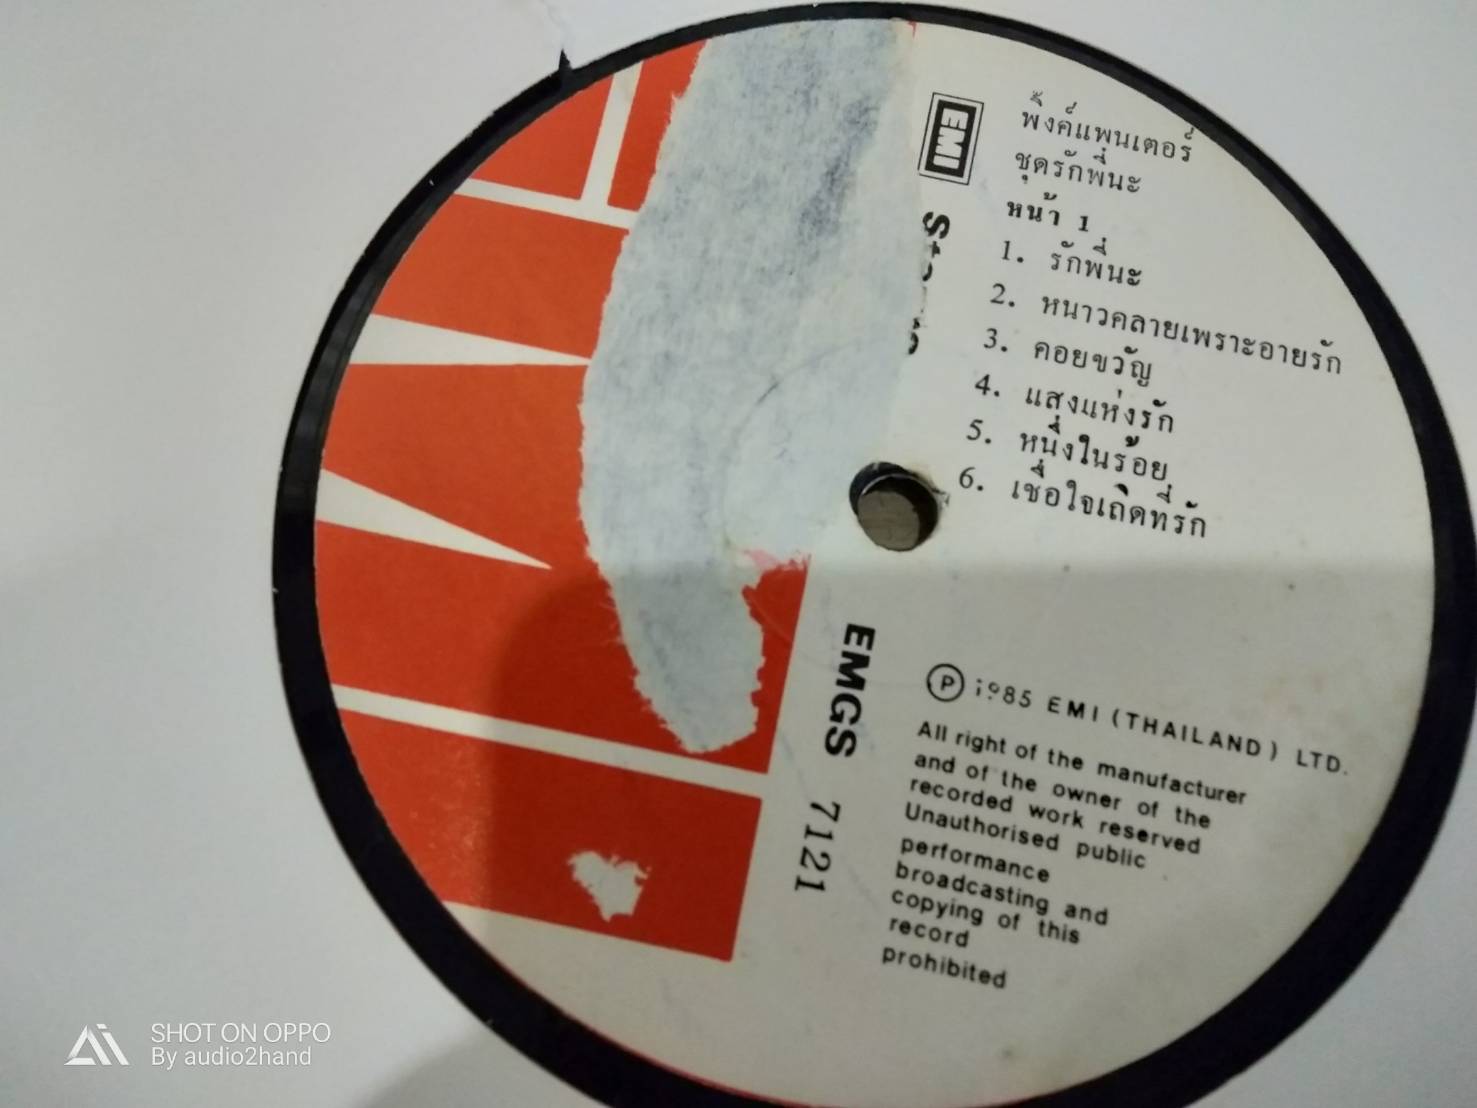 EMI
พิ้งค์แพนเตอร์
ชุดรักพี่นะ
หน้า 1
1. รักพี่นะ
2. หนาวคลายเพราะอายรัก
3. คอยขวัญ
4. แสงแห่งรัก
5. หนึ่งในร้อย
6. เชื่อใจเถิดที่รัก
EMGS 7121
Ⓟ 1985 EMI (THAILAND) LTD.
All right of the manufacturer
and of the owner of the
recorded work reserved
Unauthorised public
performance
broadcasting and
copying of this
record
prohibited
SHOT ON OPPO
By audio2hand